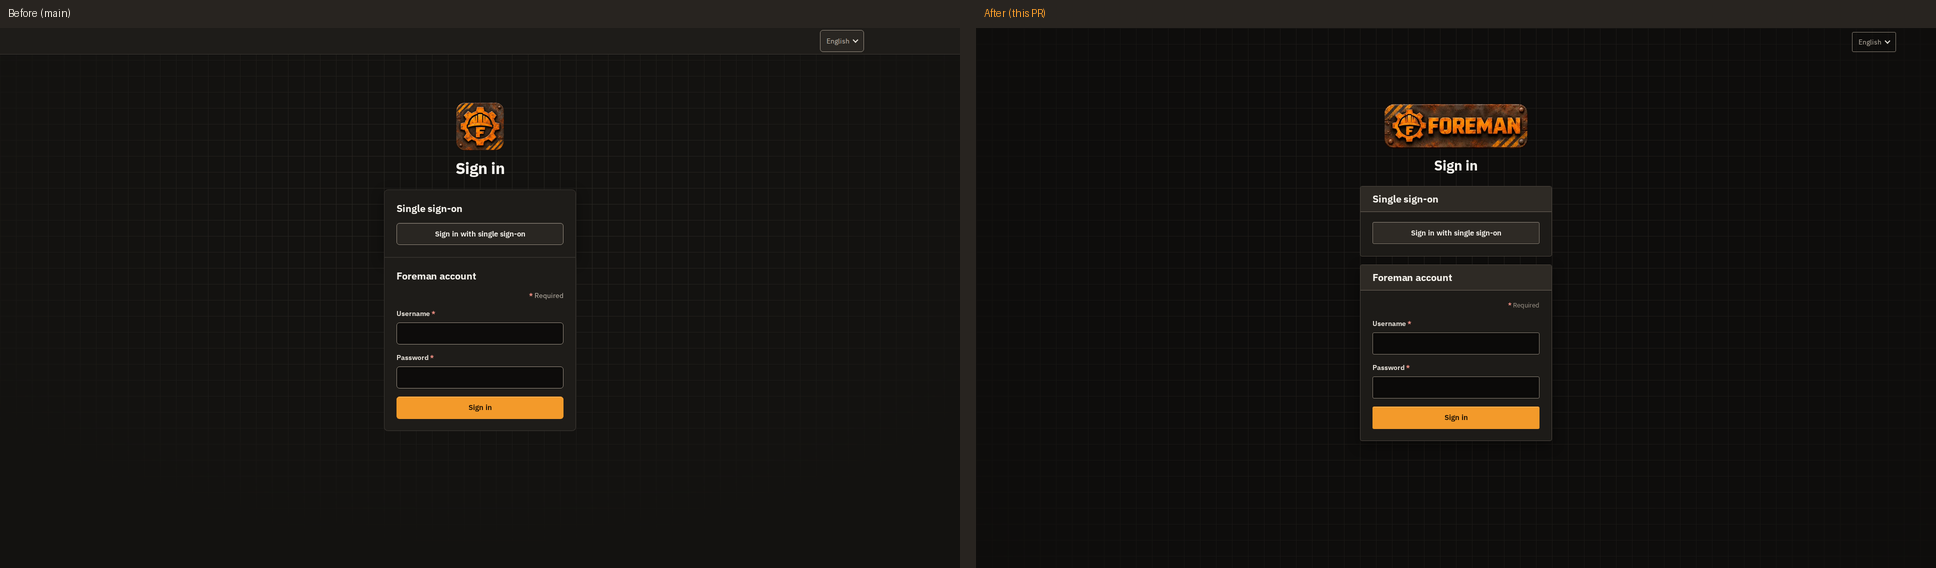 Before (main)
English
F
Sign in
Single sign-on
Sign in with single sign-on
Foreman account
* Required
Username *
Password *
Sign in
After (this PR)
English
F FOREMAN
Sign in
Single sign-on
Sign in with single sign-on
Foreman account
* Required
Username *
Password *
Sign in